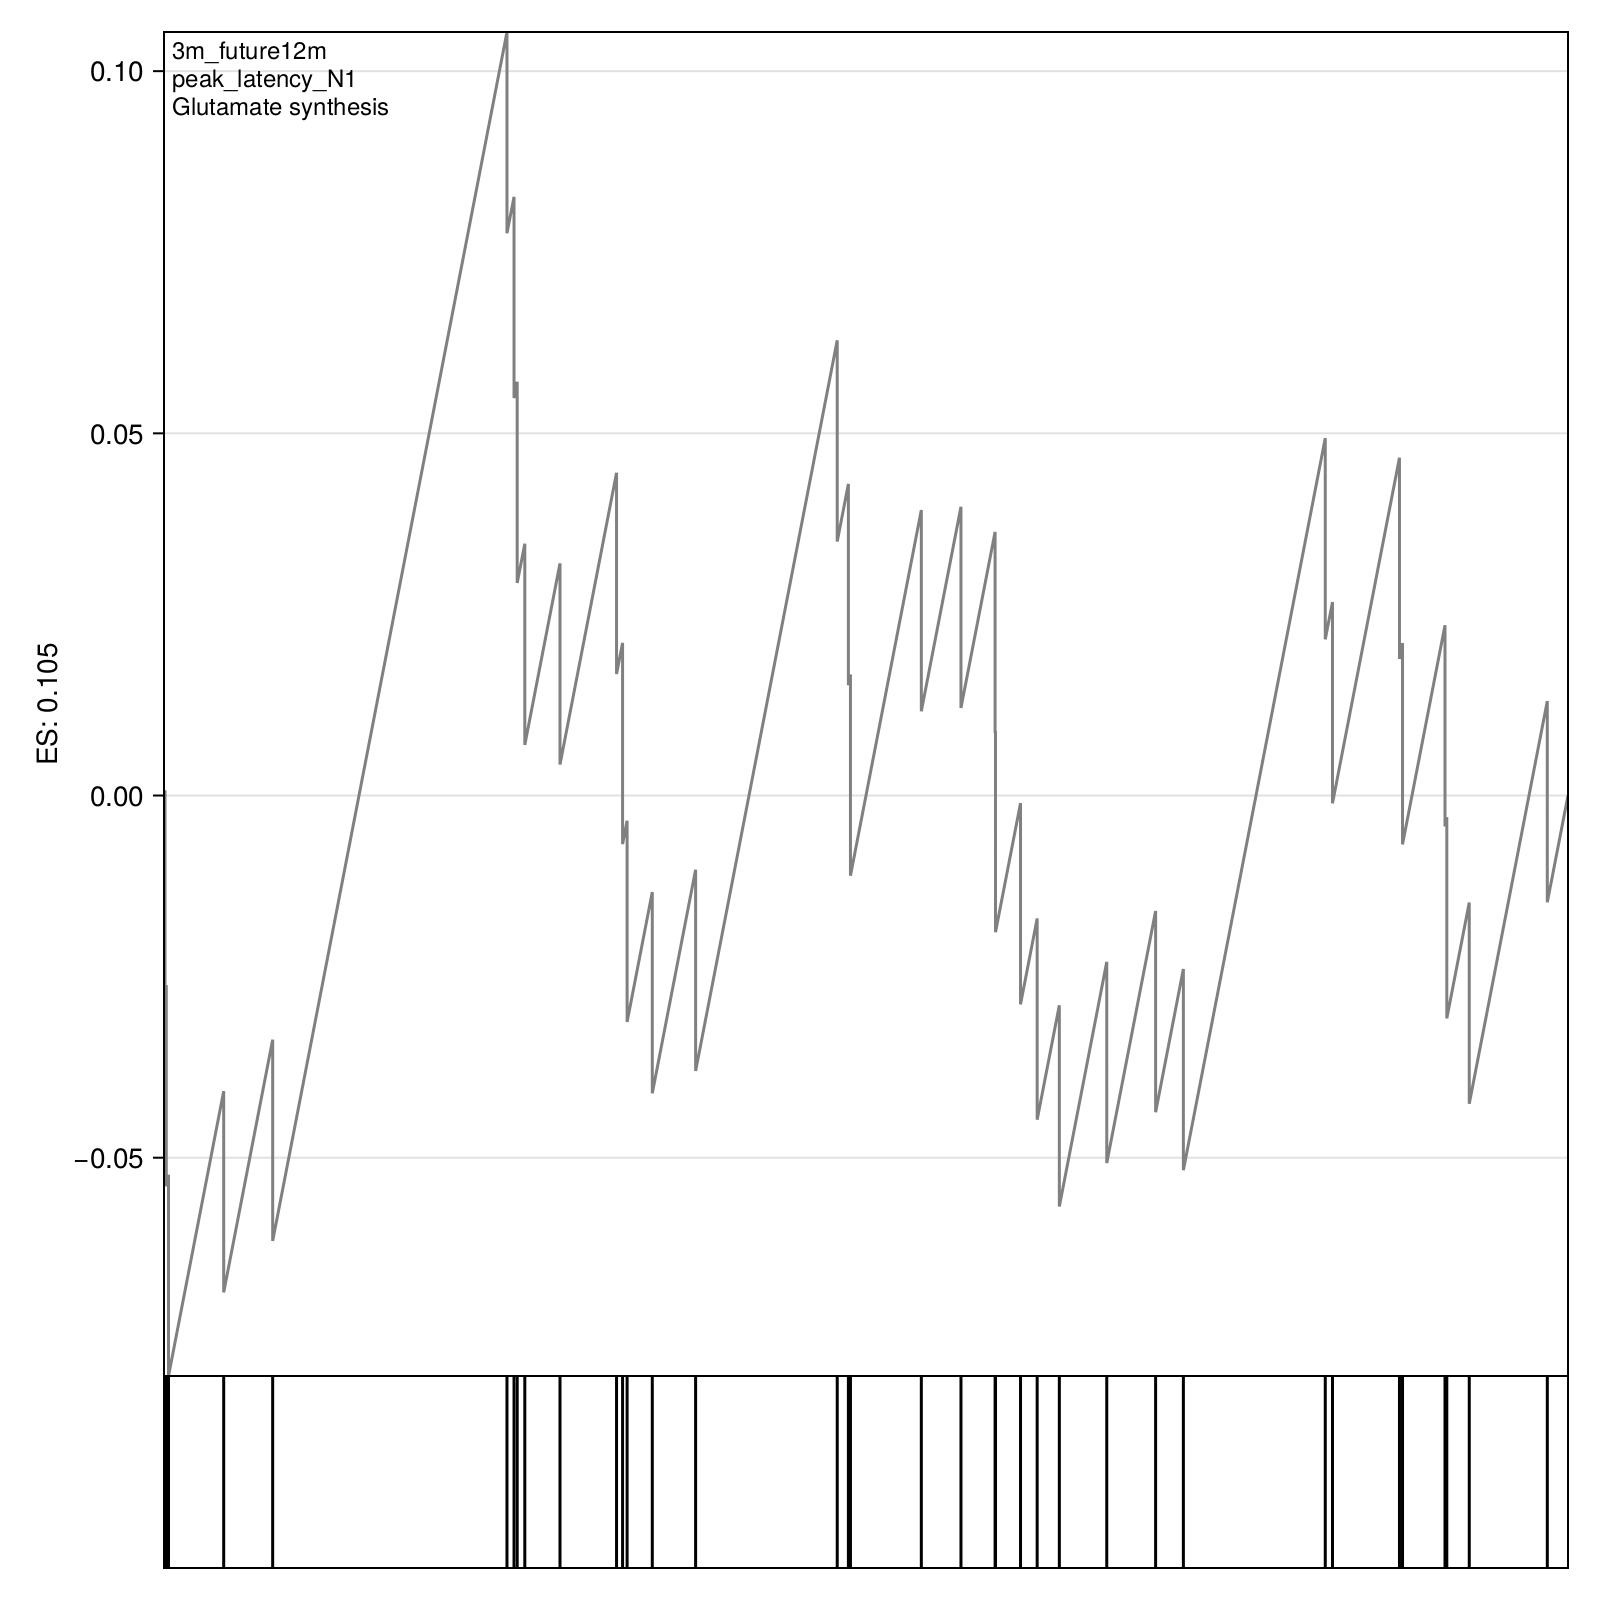 3m_future12m
peak_latency_N1
Glutamate synthesis
0.10
0.05
0.00
−0.05
ES: 0.105